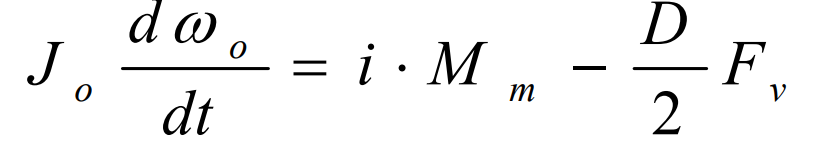 J_o dω_o/dt = i · M_m − D/2 F_v